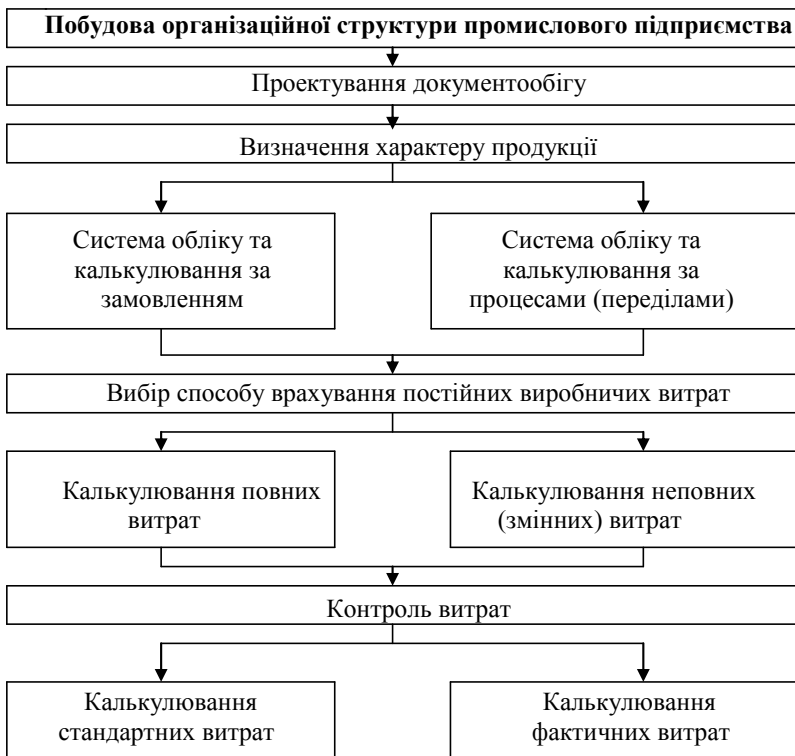 Побудова організаційної структури промислового підприємства
Проектування документообігу
Визначення характеру продукції
Система обліку та
калькулювання за
замовленням
Система обліку та
калькулювання за
процесами (переділами)
Вибір способу врахування постійних виробничих витрат
Калькулювання повних
витрат
Калькулювання неповних
(змінних) витрат
Контроль витрат
Калькулювання
стандартних витрат
Калькулювання
фактичних витрат